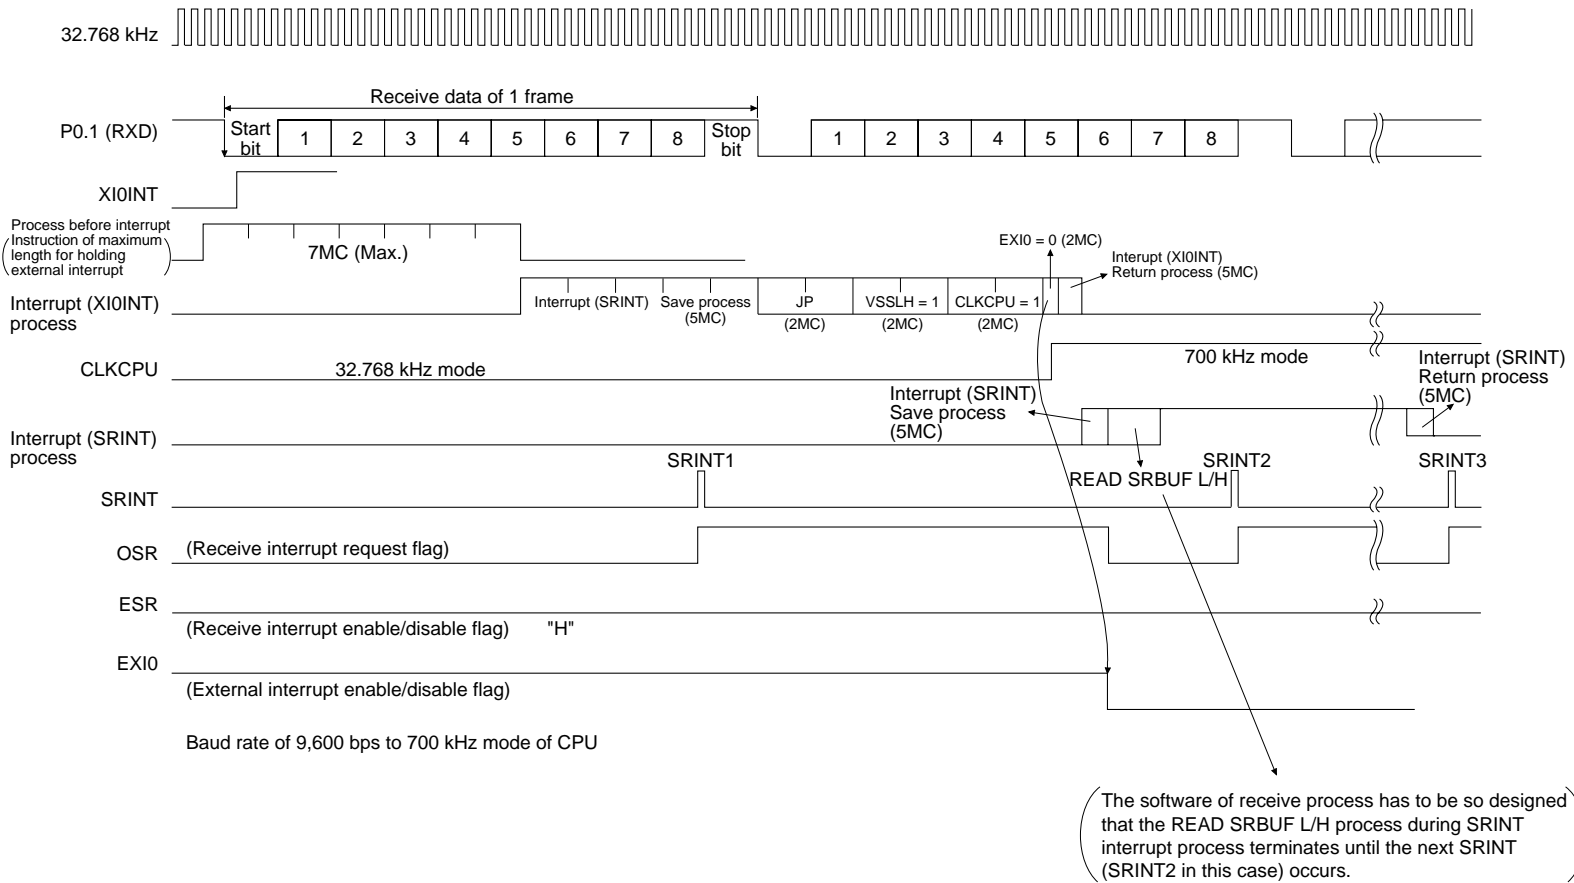 32.768 kHz
Receive data of 1 frame
P0.1 (RXD)
Start bit
1
2
3
4
5
6
7
8
Stop bit
1
2
3
4
5
6
7
8
XI0INT
Process before interrupt
Instruction of maximum
length for holding
external interrupt
7MC (Max.)
EXI0 = 0 (2MC)
Interupt (XI0INT)
Return process (5MC)
Interrupt (XI0INT)
process
Interrupt (SRINT)
Save process
(5MC)
JP
(2MC)
VSSLH = 1
(2MC)
CLKCPU = 1
(2MC)
CLKCPU
32.768 kHz mode
700 kHz mode
Interrupt (SRINT)
Return process
(5MC)
Interrupt (SRINT)
Save process
(5MC)
Interrupt (SRINT)
process
SRINT1
SRINT2
SRINT3
READ SRBUF L/H
SRINT
OSR
(Receive interrupt request flag)
ESR
(Receive interrupt enable/disable flag) "H"
EXI0
(External interrupt enable/disable flag)
Baud rate of 9,600 bps to 700 kHz mode of CPU
The software of receive process has to be so designed
that the READ SRBUF L/H process during SRINT
interrupt process terminates until the next SRINT
(SRINT2 in this case) occurs.